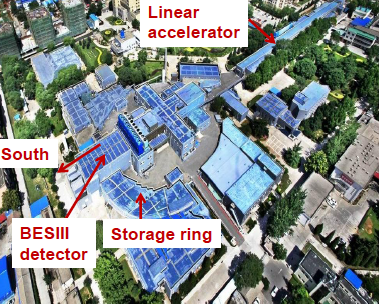 Linear
accelerator
South
BESIII
detector
Storage ring